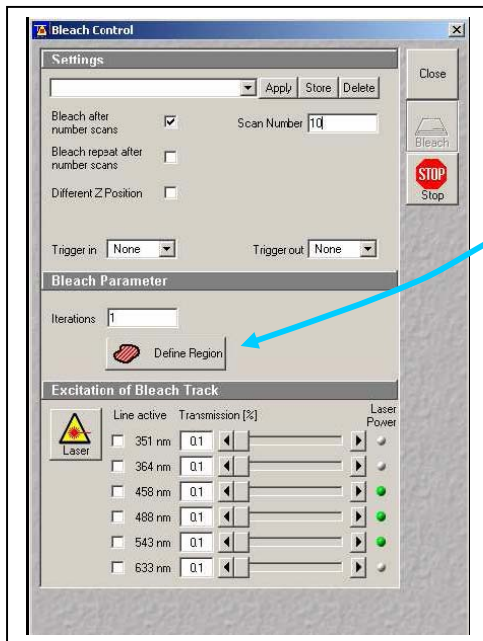 Bleach Control
Settings
Close
Apply Store Delete
Bleach after
number scans
Scan Number 10
Bleach
Bleach repeat after
number scans
STOP
Stop
Different Z Position
Trigger in None Trigger out None
Bleach Parameter
Iterations 1
Define Region
Excitation of Bleach Track
Line active Transmission [%] Laser
Power
Laser
351 nm 0.1
364 nm 0.1
458 nm 0.1
488 nm 0.1
543 nm 0.1
633 nm 0.1